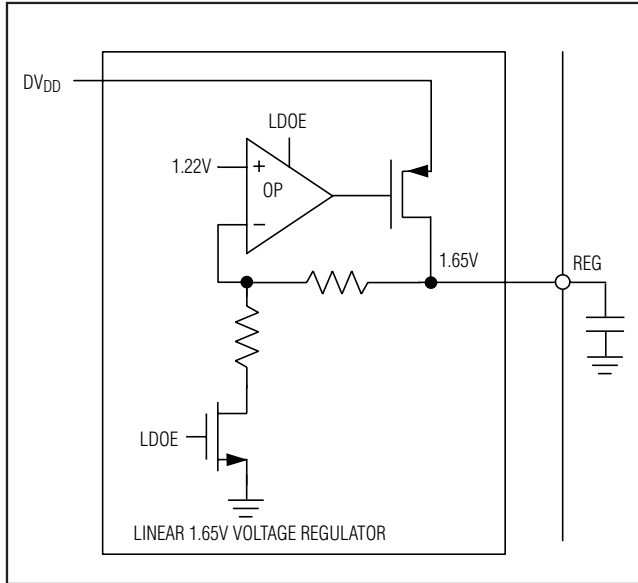 DVDD
LDOE
1.22V
+
OP
−
1.65V
REG
LDOE
LINEAR 1.65V VOLTAGE REGULATOR